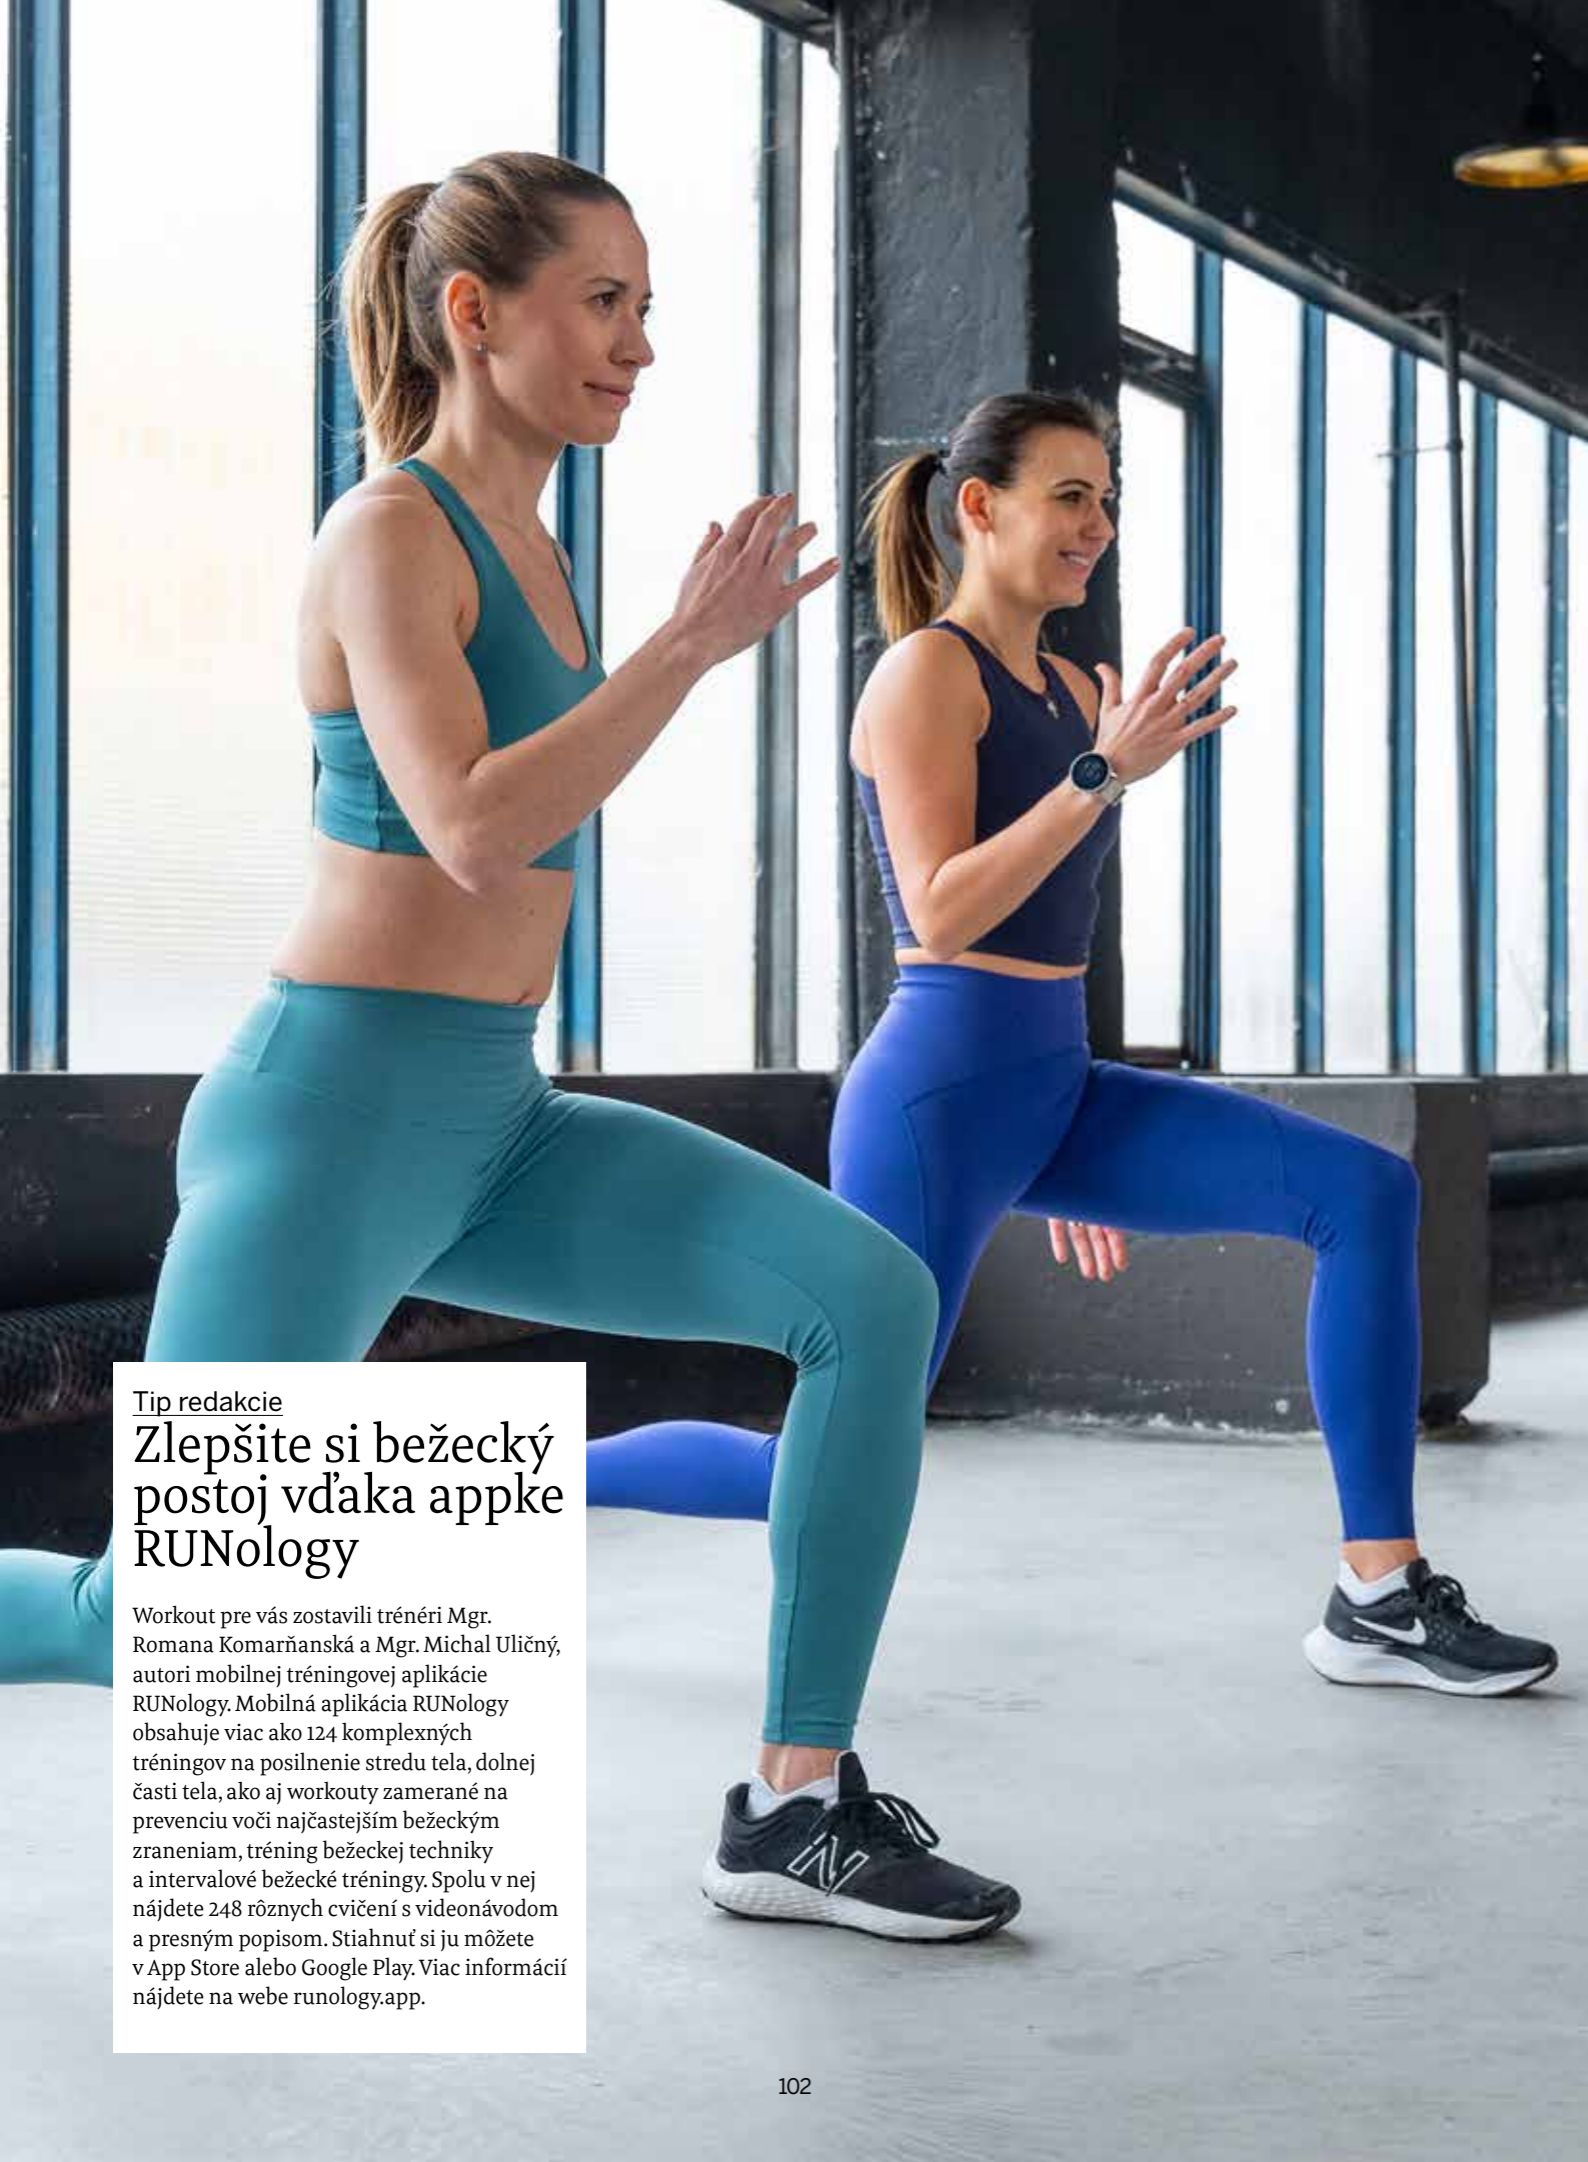 Tip redakcie
Zlepšite si bežecký
postoj vďaka appke
RUNology
Workout pre vás zostavili tréneri Mgr.
Romana Komarňanská a Mgr. Michal Uličný,
autori mobilnej tréningovej aplikácie
RUNology. Mobilná aplikácia RUNology
obsahuje viac ako 124 komplexných
tréningov na posilnenie stredu tela, dolnej
časti tela, ako aj workouty zamerané na
prevenciu voči najčastejším bežeckým
zraneniam, tréning bežeckej techniky
a intervalové bežecké tréningy. Spolu v nej
nájdete 248 rôznych cvičení s videonávodom
a presným popisom. Stiahnuť si ju môžete
v App Store alebo Google Play. Viac informácií
nájdete na webe runology.app.
N
102